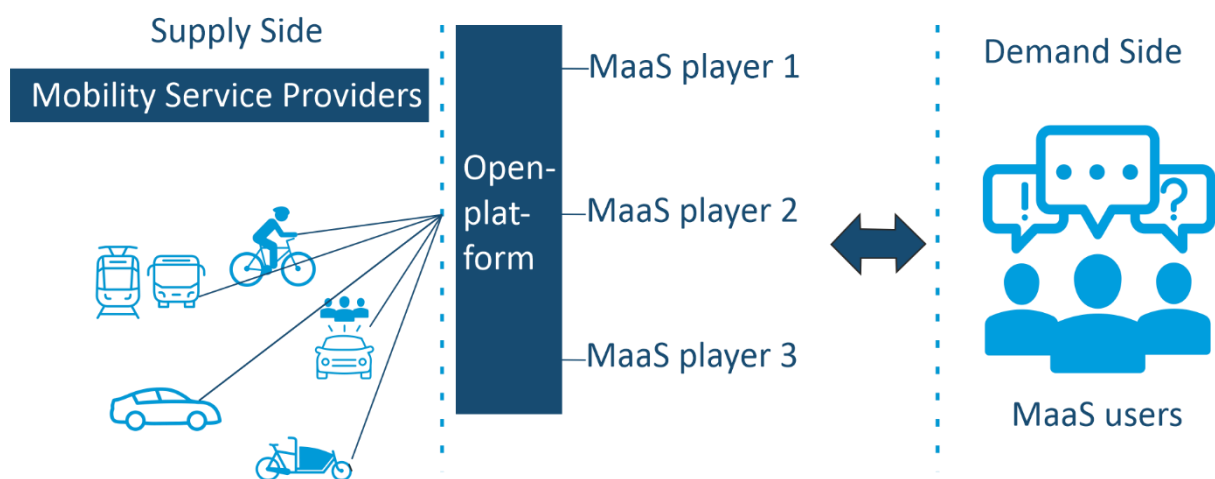 Supply Side
Mobility Service Providers
Open-
plat-
form
MaaS player 1
MaaS player 2
MaaS player 3
Demand Side
!
?
MaaS users